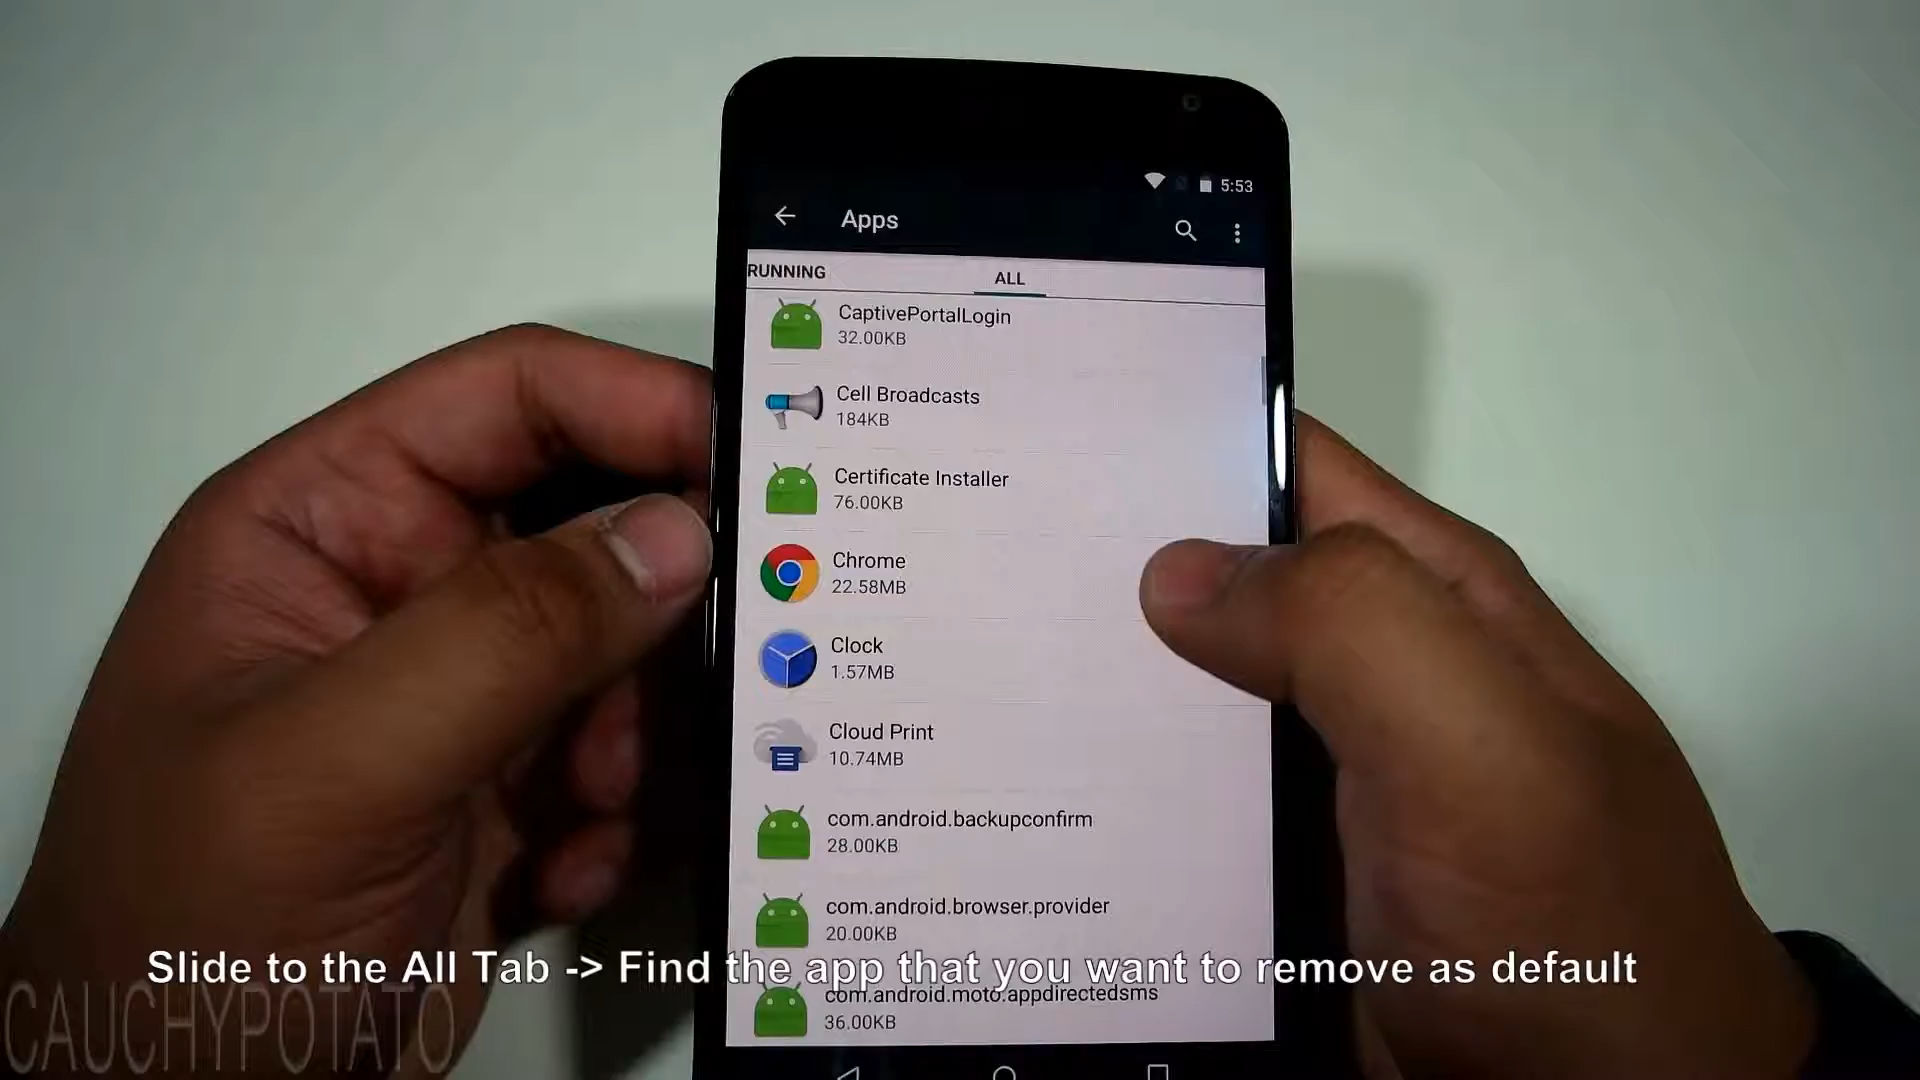 5:53
Apps
RUNNING
ALL
CaptivePortalLogin
32.00KB
Cell Broadcasts
184KB
Certificate Installer
76.00KB
Chrome
22.58MB
Clock
1.57MB
Cloud Print
10.74MB
com.android.backupconfirm
28.00KB
com.android.browser.provider
20.00KB
Slide to the All Tab -> Find the app that you want to remove as default
com.android.moto.appdirectedsms
36.00KB
CAUCHYPOTATO